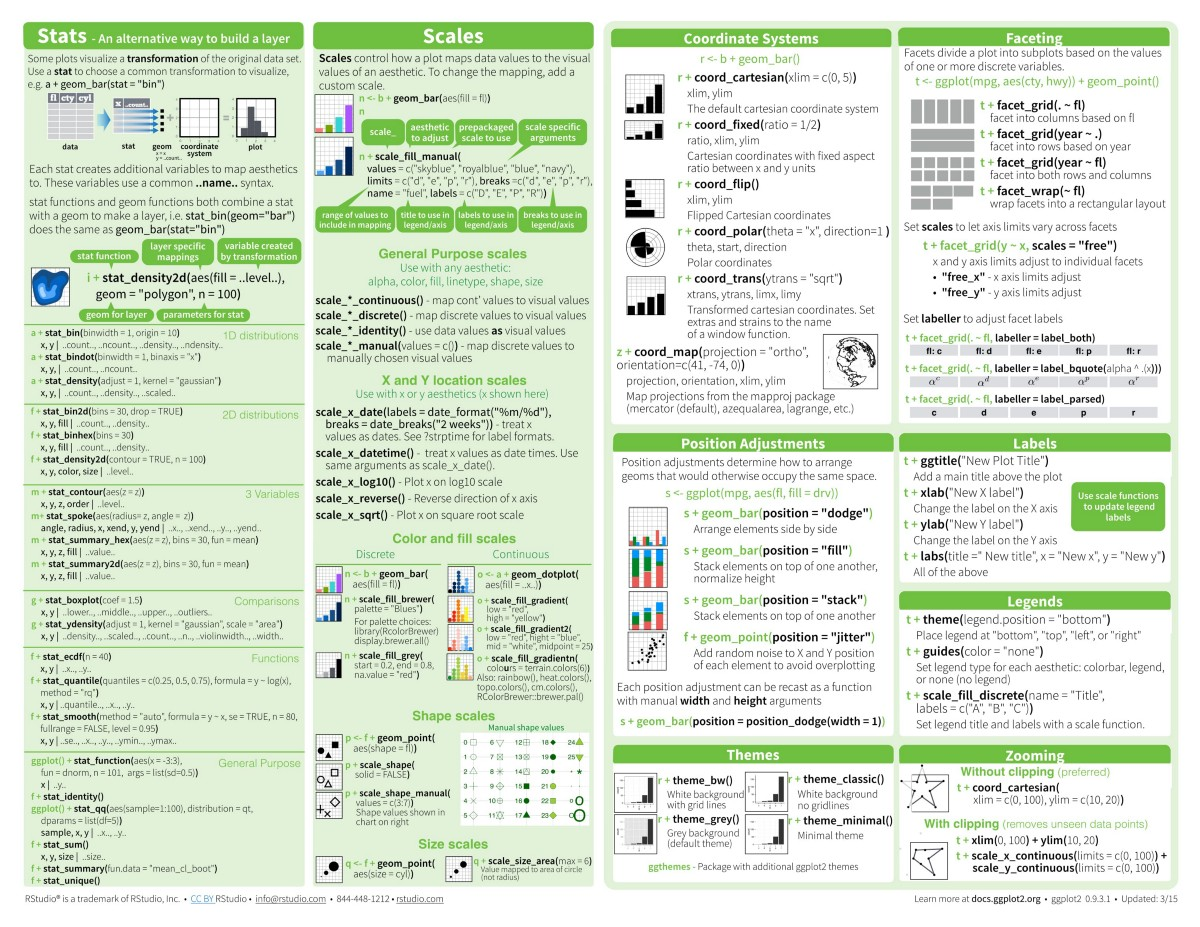 Stats - An alternative way to build a layer
Some plots visualize a transformation of the original data set.
Use a stat to choose a common transformation to visualize,
e.g. a + geom_bar(stat = "bin")
fl cty cyl
x ..count..
data
stat
geom
x = x
y = ..count..
coordinate
system
plot
Each stat creates additional variables to map aesthetics
to. These variables use a common ..name.. syntax.
stat functions and geom functions both combine a stat
with a geom to make a layer, i.e. stat_bin(geom="bar")
does the same as geom_bar(stat="bin")
stat function
layer specific
mappings
variable created
by transformation
i + stat_density2d(aes(fill = ..level..),
geom = "polygon", n = 100)
geom for layer
parameters for stat
a + stat_bin(binwidth = 1, origin = 10)
1D distributions
x, y | ..count.., ..ncount.., ..density.., ..ndensity..
a + stat_bindot(binwidth = 1, binaxis = "x")
x, y, | ..count.., ..ncount..
a + stat_density(adjust = 1, kernel = "gaussian")
x, y, | ..count.., ..density.., ..scaled..
f + stat_bin2d(bins = 30, drop = TRUE)
2D distributions
x, y, fill | ..count.., ..density..
f + stat_binhex(bins = 30)
x, y, fill | ..count.., ..density..
f + stat_density2d(contour = TRUE, n = 100)
x, y, color, size | ..level..
m + stat_contour(aes(z = z))
3 Variables
x, y, z, order | ..level..
m+ stat_spoke(aes(radius= z, angle = z))
angle, radius, x, xend, y, yend | ..x.., ..xend.., ..y.., ..yend..
m + stat_summary_hex(aes(z = z), bins = 30, fun = mean)
x, y, z, fill | ..value..
m + stat_summary2d(aes(z = z), bins = 30, fun = mean)
x, y, z, fill | ..value..
g + stat_boxplot(coef = 1.5)
Comparisons
x, y | ..lower.., ..middle.., ..upper.., ..outliers..
g + stat_ydensity(adjust = 1, kernel = "gaussian", scale = "area")
x, y | ..density.., ..scaled.., ..count.., ..n.., ..violinwidth.., ..width..
f + stat_ecdf(n = 40)
Functions
x, y | ..x.., ..y..
f + stat_quantile(quantiles = c(0.25, 0.5, 0.75), formula = y ~ log(x),
method = "rq")
x, y | ..quantile.., ..x.., ..y..
f + stat_smooth(method = "auto", formula = y ~ x, se = TRUE, n = 80,
fullrange = FALSE, level = 0.95)
x, y | ..se.., ..x.., ..y.., ..ymin.., ..ymax..
ggplot() + stat_function(aes(x = -3:3),
General Purpose
fun = dnorm, n = 101, args = list(sd=0.5))
x | ..y..
f + stat_identity()
ggplot() + stat_qq(aes(sample=1:100), distribution = qt,
dparams = list(df=5))
sample, x, y | ..x.., ..y..
f + stat_sum()
x, y, size | ..size..
f + stat_summary(fun.data = "mean_cl_boot")
f + stat_unique()
Scales
Scales control how a plot maps data values to the visual
values of an aesthetic. To change the mapping, add a
custom scale.
n <- b + geom_bar(aes(fill = fl))
n
scale_
aesthetic
to adjust
prepackaged
scale to use
scale specific
arguments
n + scale_fill_manual(
values = c("skyblue", "royalblue", "blue", "navy"),
limits = c("d", "e", "p", "r"), breaks =c("d", "e", "p", "r"),
name = "fuel", labels = c("D", "E", "P", "R"))
range of values to
include in mapping
title to use in
legend/axis
labels to use in
legend/axis
breaks to use in
legend/axis
General Purpose scales
Use with any aesthetic:
alpha, color, fill, linetype, shape, size
scale_*_continuous() - map cont' values to visual values
scale_*_discrete() - map discrete values to visual values
scale_*_identity() - use data values as visual values
scale_*_manual(values = c()) - map discrete values to
manually chosen visual values
X and Y location scales
Use with x or y aesthetics (x shown here)
scale_x_date(labels = date_format("%m/%d"),
breaks = date_breaks("2 weeks")) - treat x
values as dates. See ?strptime for label formats.
scale_x_datetime() - treat x values as date times. Use
same arguments as scale_x_date().
scale_x_log10() - Plot x on log10 scale
scale_x_reverse() - Reverse direction of x axis
scale_x_sqrt() - Plot x on square root scale
Color and fill scales
Discrete
Continuous
n <- b + geom_bar(
aes(fill = fl))
n + scale_fill_brewer(
palette = "Blues")
For palette choices:
library(RcolorBrewer)
display.brewer.all()
n + scale_fill_grey(
start = 0.2, end = 0.8,
na.value = "red")
o <- a + geom_dotplot(
aes(fill = ..x..))
o + scale_fill_gradient(
low = "red",
high = "yellow")
o + scale_fill_gradient2(
low = "red", hight = "blue",
mid = "white", midpoint = 25)
o + scale_fill_gradientn(
colours = terrain.colors(6))
Also: rainbow(), heat.colors(),
topo.colors(), cm.colors(),
RColorBrewer::brewer.pal()
Shape scales
Manual shape values
p <- f + geom_point(
aes(shape = fl))
p + scale_shape(
solid = FALSE)
p + scale_shape_manual(
values = c(3:7))
Shape values shown in
chart on right
0 6 12 18 24
1 7 13 19 25
2 8 14 20 *
3 9 15 21 .
4 10 16 22 o
5 11 17 23 O
Size scales
q <- f + geom_point(
aes(size = cyl))
q + scale_size_area(max = 6)
Value mapped to area of circle
(not radius)
Coordinate Systems
r <- b + geom_bar()
r + coord_cartesian(xlim = c(0, 5))
xlim, ylim
The default cartesian coordinate system
r + coord_fixed(ratio = 1/2)
ratio, xlim, ylim
Cartesian coordinates with fixed aspect
ratio between x and y units
r + coord_flip()
xlim, ylim
Flipped Cartesian coordinates
r + coord_polar(theta = "x", direction=1 )
theta, start, direction
Polar coordinates
r + coord_trans(ytrans = "sqrt")
xtrans, ytrans, limx, limy
Transformed cartesian coordinates. Set
extras and strains to the name
of a window function.
z + coord_map(projection = "ortho",
orientation=c(41, -74, 0))
projection, orientation, xlim, ylim
Map projections from the mapproj package
(mercator (default), azequalarea, lagrange, etc.)
Position Adjustments
Position adjustments determine how to arrange
geoms that would otherwise occupy the same space.
s <- ggplot(mpg, aes(fl, fill = drv))
s + geom_bar(position = "dodge")
Arrange elements side by side
s + geom_bar(position = "fill")
Stack elements on top of one another,
normalize height
s + geom_bar(position = "stack")
Stack elements on top of one another
f + geom_point(position = "jitter")
Add random noise to X and Y position
of each element to avoid overplotting
Each position adjustment can be recast as a function
with manual width and height arguments
s + geom_bar(position = position_dodge(width = 1))
Themes
r + theme_bw()
White background
with grid lines
r + theme_grey()
Grey background
(default theme)
r + theme_classic()
White background
no gridlines
r + theme_minimal()
Minimal theme
ggthemes - Package with additional ggplot2 themes
Faceting
Facets divide a plot into subplots based on the values
of one or more discrete variables.
t <- ggplot(mpg, aes(cty, hwy)) + geom_point()
t + facet_grid(. ~ fl)
facet into columns based on fl
t + facet_grid(year ~ .)
facet into rows based on year
t + facet_grid(year ~ fl)
facet into both rows and columns
t + facet_wrap(~ fl)
wrap facets into a rectangular layout
Set scales to let axis limits vary across facets
t + facet_grid(y ~ x, scales = "free")
x and y axis limits adjust to individual facets
• "free_x" - x axis limits adjust
• "free_y" - y axis limits adjust
Set labeller to adjust facet labels
t + facet_grid(. ~ fl, labeller = label_both)
fl: c fl: d fl: e fl: p fl: r
t + facet_grid(. ~ fl, labeller = label_bquote(alpha ^ .(x)))
αᶜ αᵈ αᵉ αᵖ αʳ
t + facet_grid(. ~ fl, labeller = label_parsed)
c d e p r
Labels
t + ggtitle("New Plot Title")
Add a main title above the plot
t + xlab("New X label")
Change the label on the X axis
t + ylab("New Y label")
Change the label on the Y axis
t + labs(title =" New title", x = "New x", y = "New y")
All of the above
Use scale functions
to update legend
labels
Legends
t + theme(legend.position = "bottom")
Place legend at "bottom", "top", "left", or "right"
t + guides(color = "none")
Set legend type for each aesthetic: colorbar, legend,
or none (no legend)
t + scale_fill_discrete(name = "Title",
labels = c("A", "B", "C"))
Set legend title and labels with a scale function.
Zooming
Without clipping (preferred)
t + coord_cartesian(
xlim = c(0, 100), ylim = c(10, 20))
With clipping (removes unseen data points)
t + xlim(0, 100) + ylim(10, 20)
t + scale_x_continuous(limits = c(0, 100)) +
scale_y_continuous(limits = c(0, 100))
RStudio® is a trademark of RStudio, Inc. • CC BY RStudio • info@rstudio.com • 844-448-1212 • rstudio.com
Learn more at docs.ggplot2.org • ggplot2 0.9.3.1 • Updated: 3/15